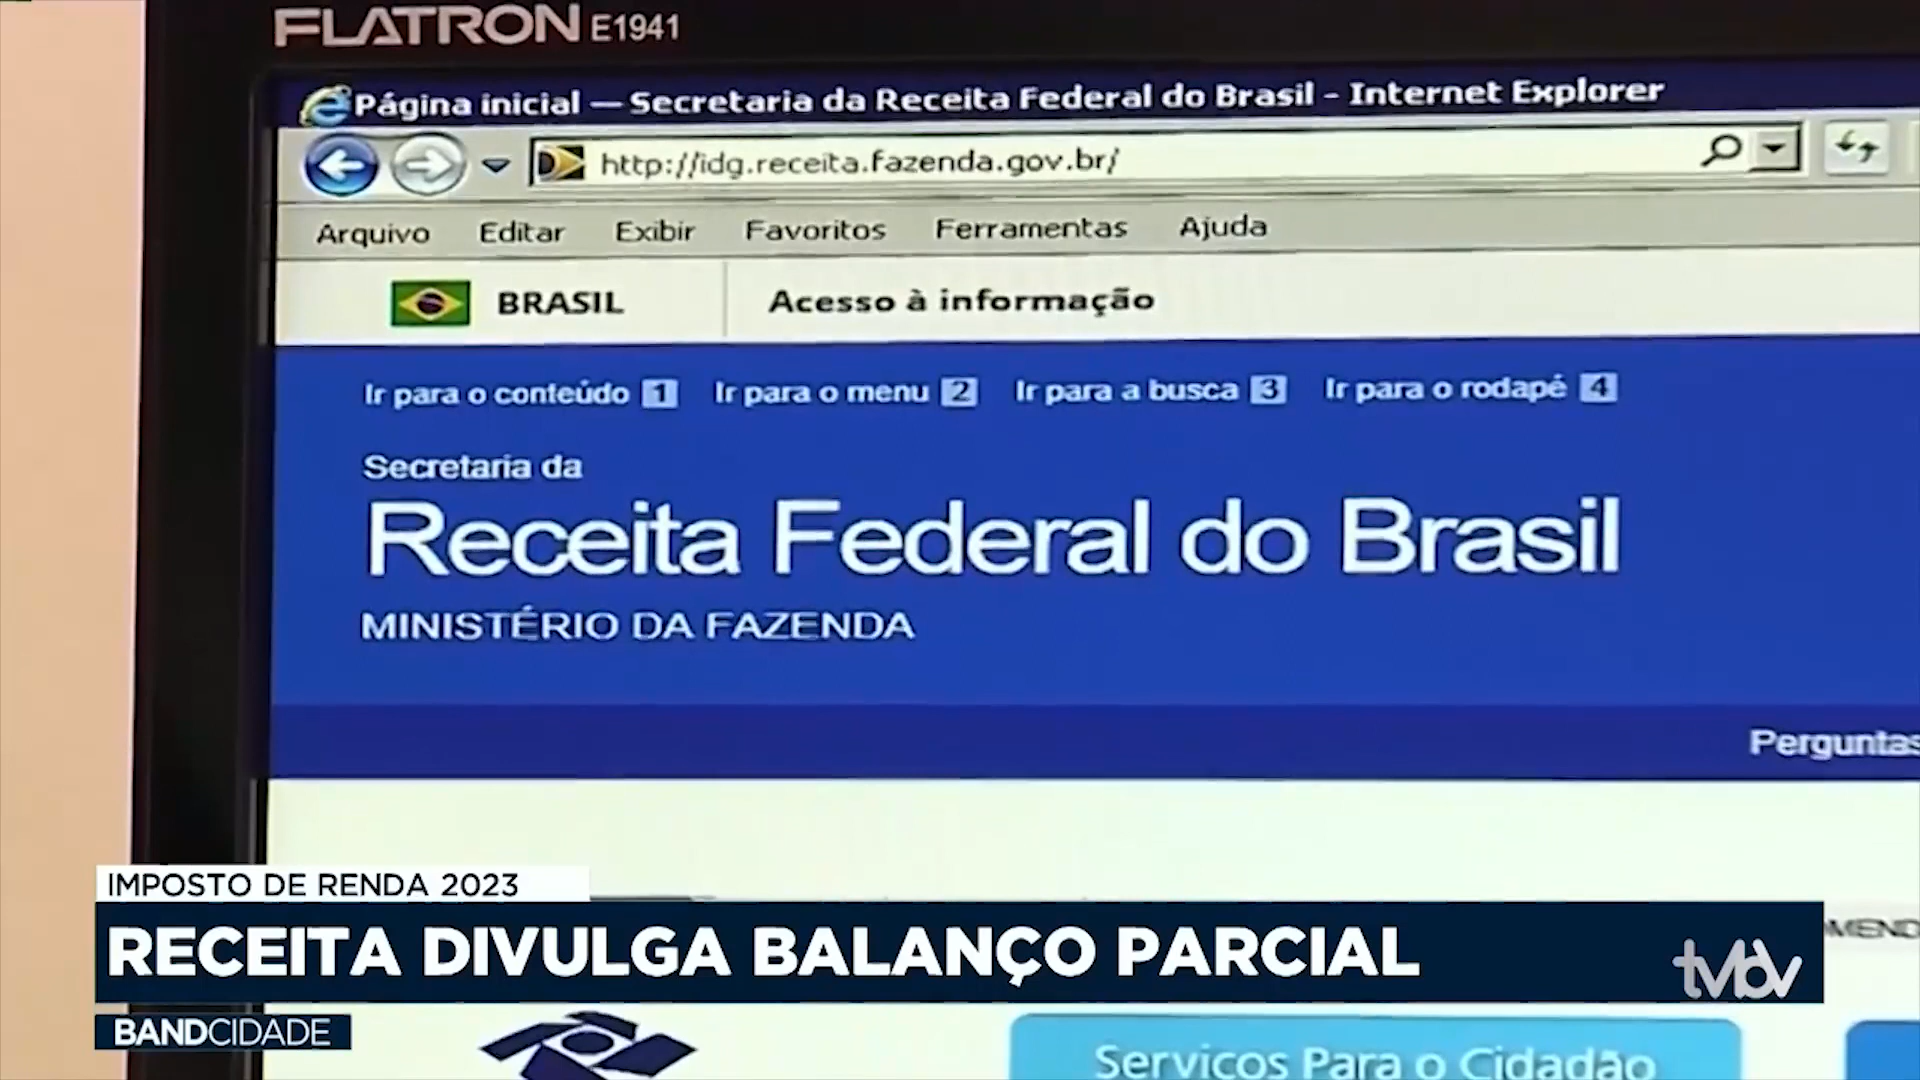 FLATRON E1941
Página inicial — Secretaria da Receita Federal do Brasil - Internet Explorer
http://idg.receita.fazenda.gov.br/
Arquivo Editar Exibir Favoritos Ferramentas Ajuda
BRASIL Acesso à informação
Ir para o conteúdo 1 Ir para o menu 2 Ir para a busca 3 Ir para o rodapé 4
Secretaria da
Receita Federal do Brasil
MINISTÉRIO DA FAZENDA
Perguntas
IMPOSTO DE RENDA 2023
RECEITA DIVULGA BALANÇO PARCIAL
tvbv
BANDCIDADE
Serviços Para o Cidadão